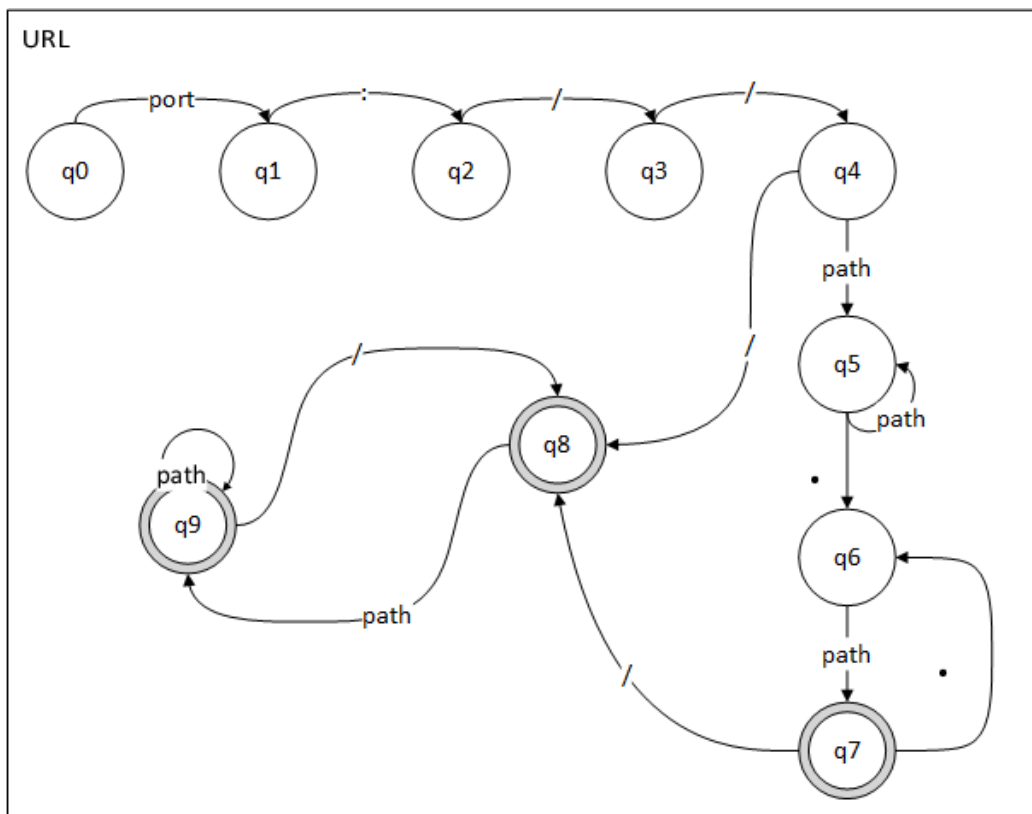 URL
port
:
/
/
q0
q1
q2
q3
q4
path
/
/
q5
path
q8
.
path
q9
q6
path
path
/
.
q7